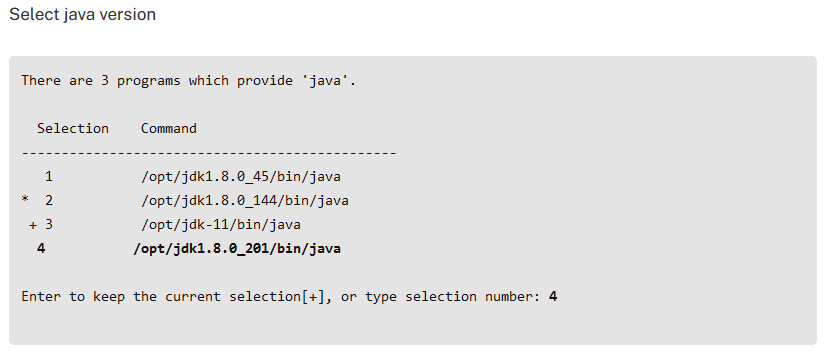 Select java version
There are 3 programs which provide 'java'.
Selection    Command
-----------------------------------------------
   1           /opt/jdk1.8.0_45/bin/java
*  2           /opt/jdk1.8.0_144/bin/java
 + 3           /opt/jdk-11/bin/java
  4           /opt/jdk1.8.0_201/bin/java
Enter to keep the current selection[+], or type selection number: 4